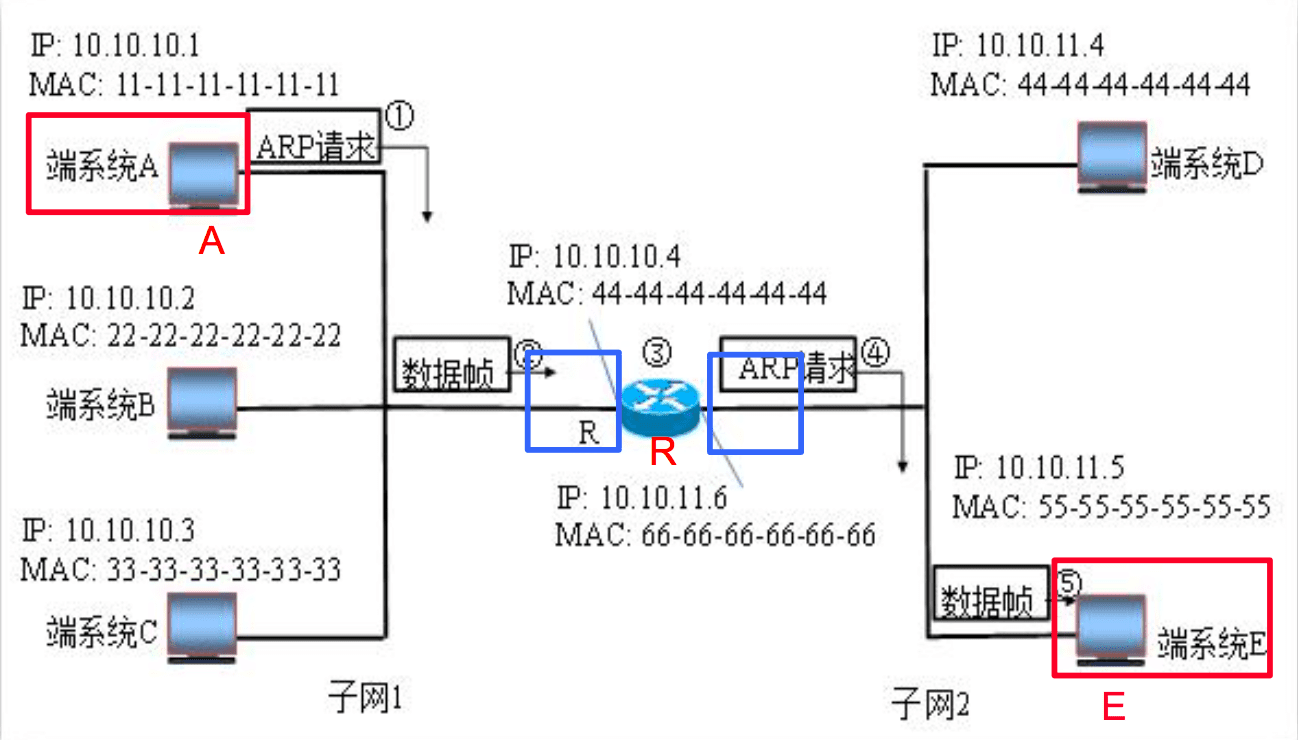 IP: 10.10.10.1
MAC: 11-11-11-11-11-11
端系统A
ARP请求
①
A
IP: 10.10.11.4
MAC: 44-44-44-44-44-44
端系统D
IP: 10.10.10.4
MAC: 44-44-44-44-44-44
IP: 10.10.10.2
MAC: 22-22-22-22-22-22
端系统B
数据帧
②
③
R
R
ARP请求
④
IP: 10.10.11.6
MAC: 66-66-66-66-66-66
IP: 10.10.11.5
MAC: 55-55-55-55-55-55
IP: 10.10.10.3
MAC: 33-33-33-33-33-33
端系统C
数据帧
⑤
端系统E
E
子网1
子网2